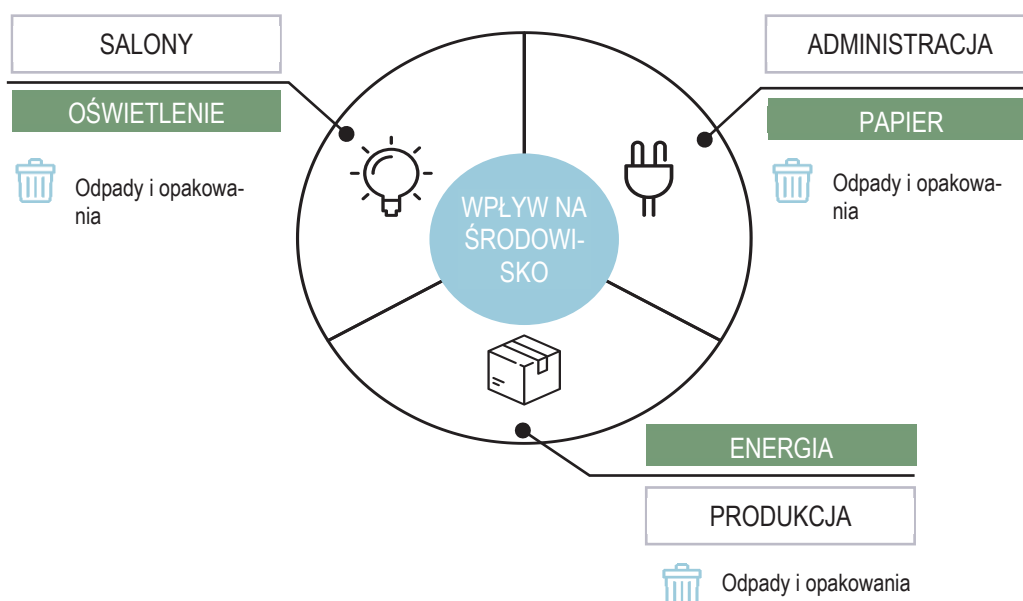 SALONY
OŚWIETLENIE
Odpady i opakowa-
nia
ADMINISTRACJA
PAPIER
Odpady i opakowa-
nia
WPŁYW NA
ŚRODOWI-
SKO
ENERGIA
PRODUKCJA
Odpady i opakowania